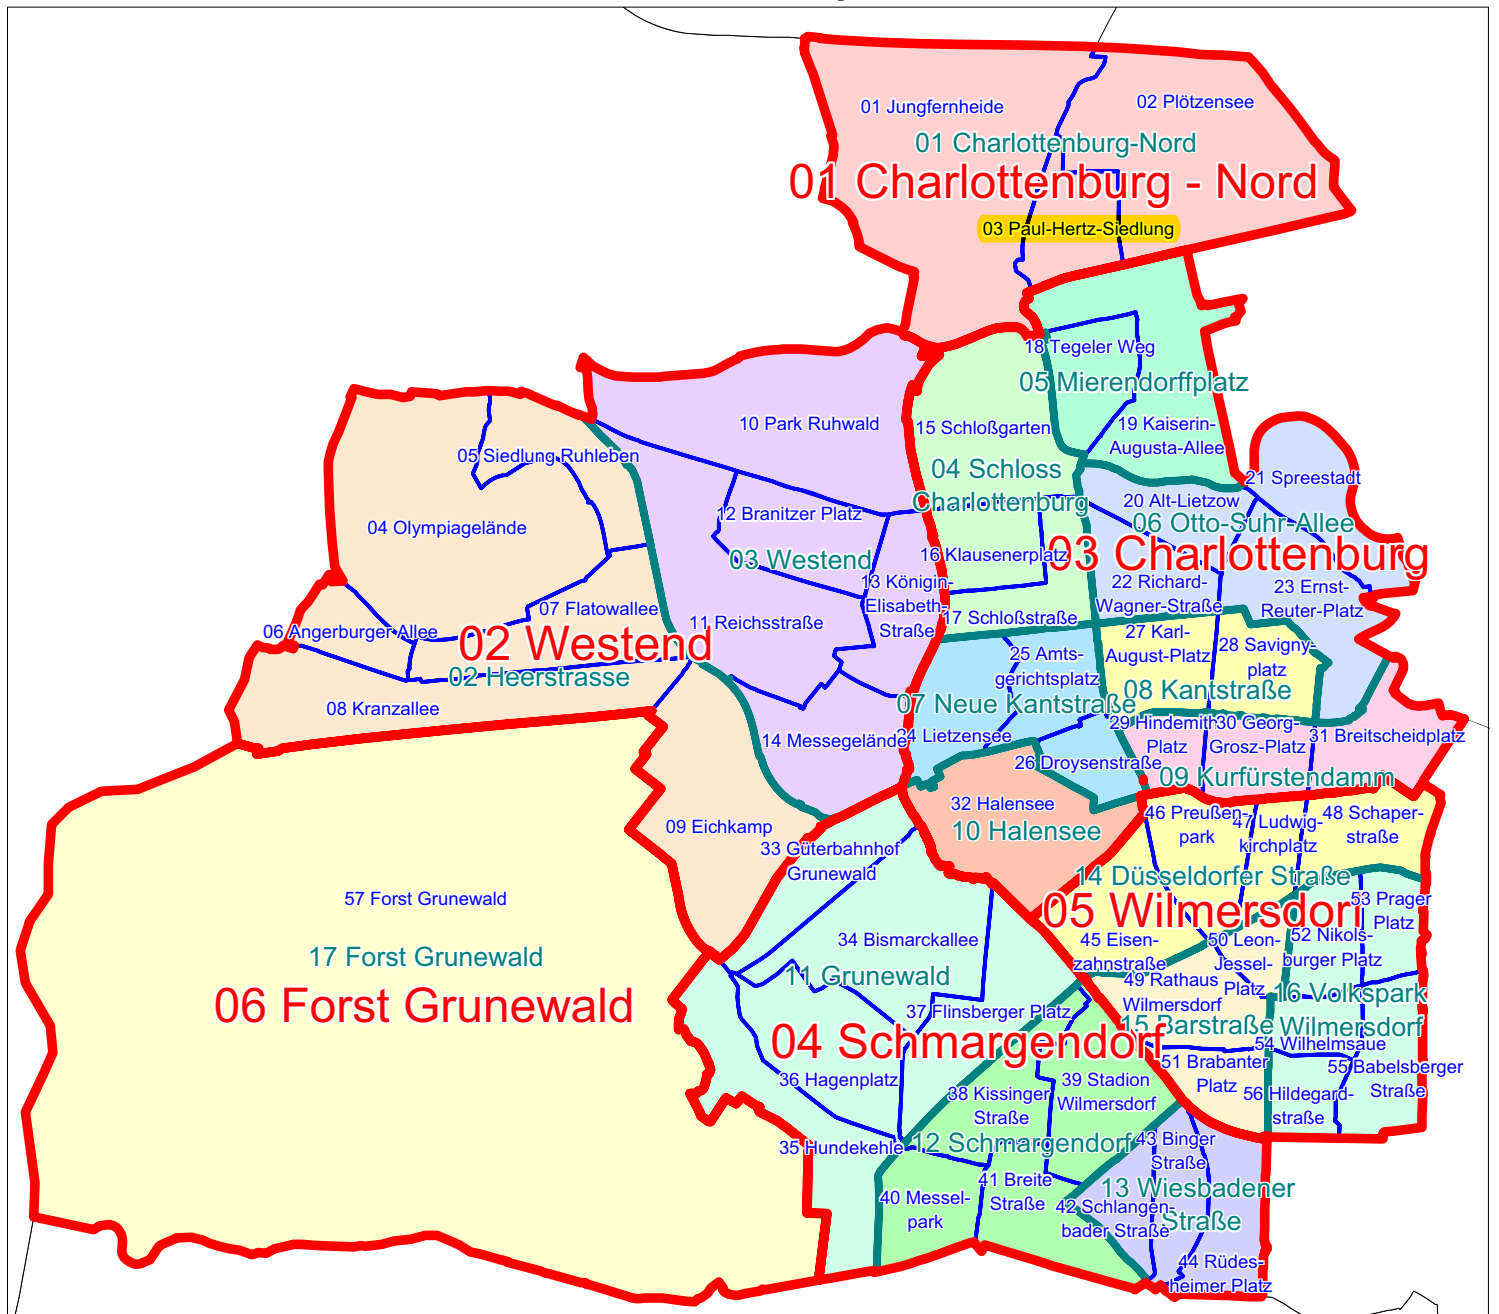 01 Jungfernheide
02 Plötzensee
01 Charlottenburg-Nord
01 Charlottenburg - Nord
03 Paul-Hertz-Siedlung
18 Tegeler Weg
05 Mierendorffplatz
19 Kaiserin-
Augusta-Allee
10 Park Ruhwald
15 Schloßgarten
04 Schloss
Charlottenburg
05 Siedlung Ruhleben
04 Olympiagelände
12 Branitzer Platz
03 Westend
16 Klausenerplatz
17 Schloßstraße
13 Königin-
Elisabeth-
Straße
11 Reichsstraße
21 Spreestadt
20 Alt-Lietzow
06 Otto-Suhr-Allee
03 Charlottenburg
22 Richard-
Wagner-Straße
23 Ernst-
Reuter-Platz
07 Flatowallee
06 Angerburger Allee
02 Westend
02 Heerstrasse
08 Kranzallee
14 Messegelände
09 Eichkamp
25 Amts-
gerichtsplatz
07 Neue Kantstraße
24 Lietzensee
26 Droysenstraße
27 Karl-
August-Platz
28 Savigny-
platz
08 Kantstraße
29 Hindemith
Platz
30 Georg-
Grosz-Platz
31 Breitscheidplatz
09 Kurfürstendamm
32 Halensee
10 Halensee
46 Preußen-
park
47 Ludwig-
kirchplatz
48 Schaper-
straße
14 Düsseldorfer Straße
05 Wilmersdorf
45 Eisen-
zahnstraße
50 Leon-
Jessel-
Platz
49 Rathaus
Wilmersdorf
15 Barstraße
51 Brabanter
Platz
53 Prager
Platz
52 Nikols-
burger Platz
16 Volkspark
Wilmersdorf
54 Wilhelmsaue
55 Babelsberger
Straße
56 Hildegard-
straße
33 Güterbahnhof
Grunewald
34 Bismarckallee
11 Grunewald
37 Flinsberger Platz
04 Schmargendorf
36 Hagenplatz
35 Hundekehle
38 Kissinger
Straße
39 Stadion
Wilmersdorf
12 Schmargendorf
40 Messel-
park
41 Breite
Straße
43 Binger
Straße
13 Wiesbadener
Straße
42 Schlangen-
bader Straße
44 Rüdes-
heimer Platz
57 Forst Grunewald
17 Forst Grunewald
06 Forst Grunewald